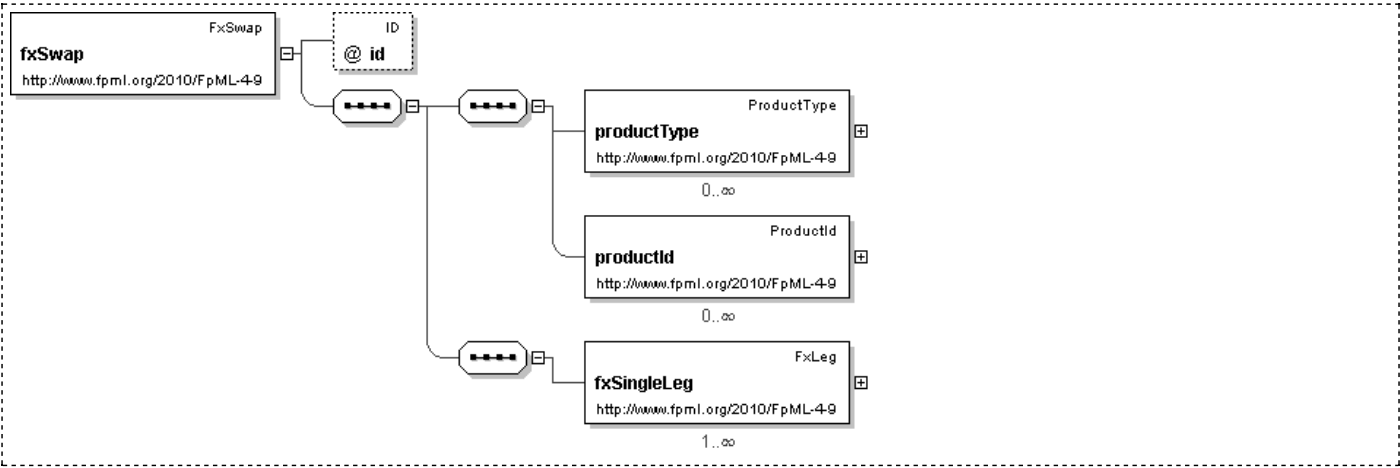 FxSwap
fxSwap
http://www.fpml.org/2010/FpML-4-9
ID
@ id
ProductType
productType
http://www.fpml.org/2010/FpML-4-9
0..∞
ProductId
productId
http://www.fpml.org/2010/FpML-4-9
0..∞
FxLeg
fxSingleLeg
http://www.fpml.org/2010/FpML-4-9
1..∞